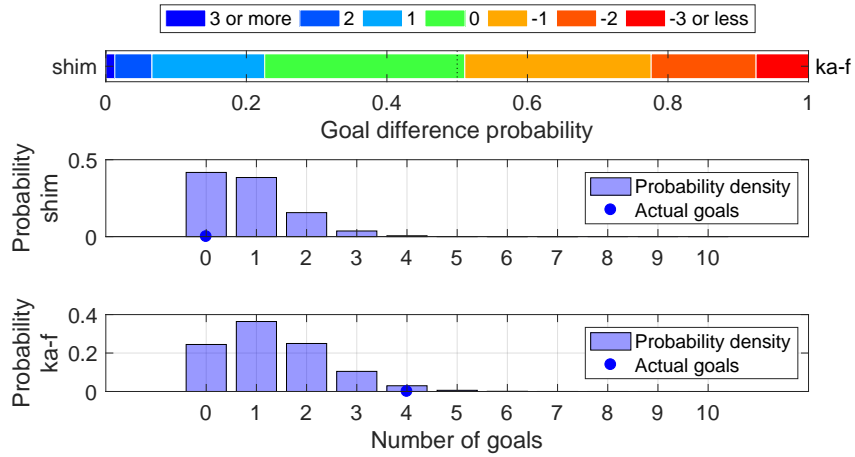 3 or more 2 1 0 -1 -2 -3 or less
shim ka-f
0 0.2 0.4 0.6 0.8 1
Goal difference probability
Probability
shim
0.5
0
Probability density
Actual goals
0 1 2 3 4 5 6 7 8 9 10
Probability
ka-f
0.4
0.2
0
Probability density
Actual goals
0 1 2 3 4 5 6 7 8 9 10
Number of goals